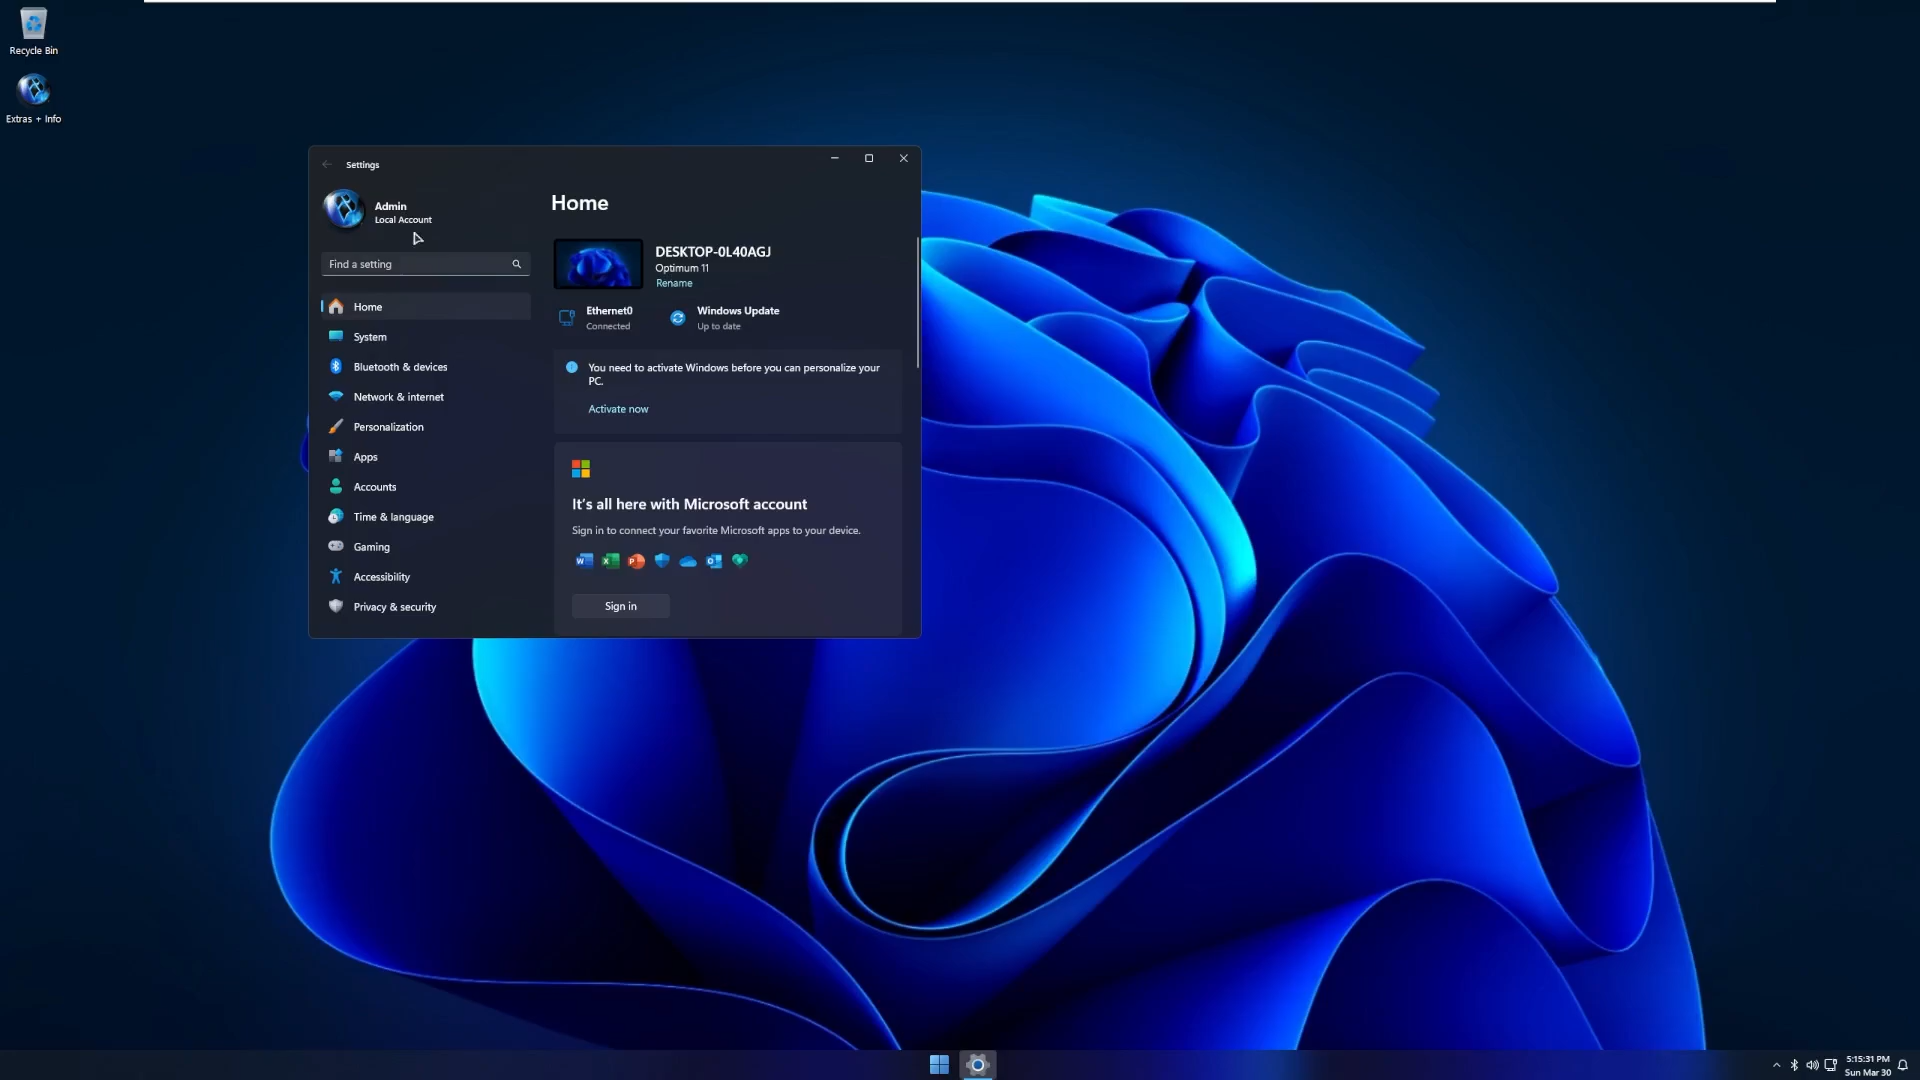 Recycle Bin
Extras + Info
Settings
Admin
Local Account
Find a setting
Home
System
Bluetooth & devices
Network & internet
Personalization
Apps
Accounts
Time & language
Gaming
Accessibility
Privacy & security
Home
DESKTOP-0L40AGJ
Optimum 11
Rename
Ethernet0
Connected
Windows Update
Up to date
You need to activate Windows before you can personalize your
PC.
Activate now
It's all here with Microsoft account
Sign in to connect your favorite Microsoft apps to your device.
Sign in
5:15:31 PM
Sun Mar 30